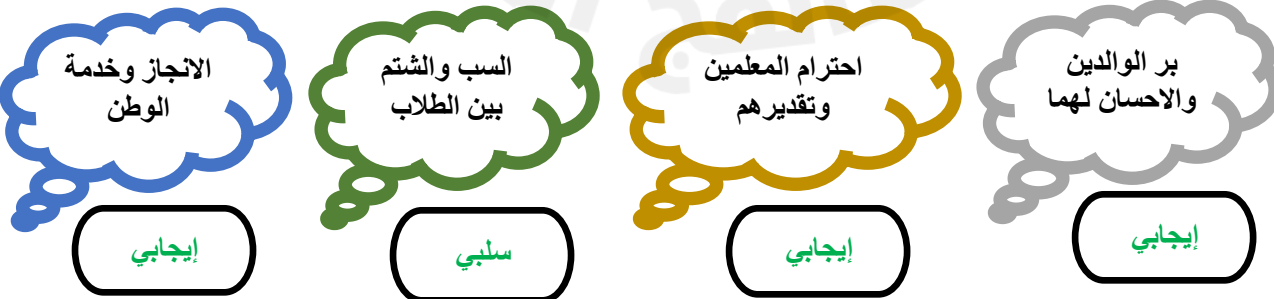 بر الوالدين
والاحسان لهما
احترام المعلمين
وتقديرهم
السب والشتم
بين الطلاب
الانجاز وخدمة
الوطن
إيجابي
إيجابي
سلبي
إيجابي